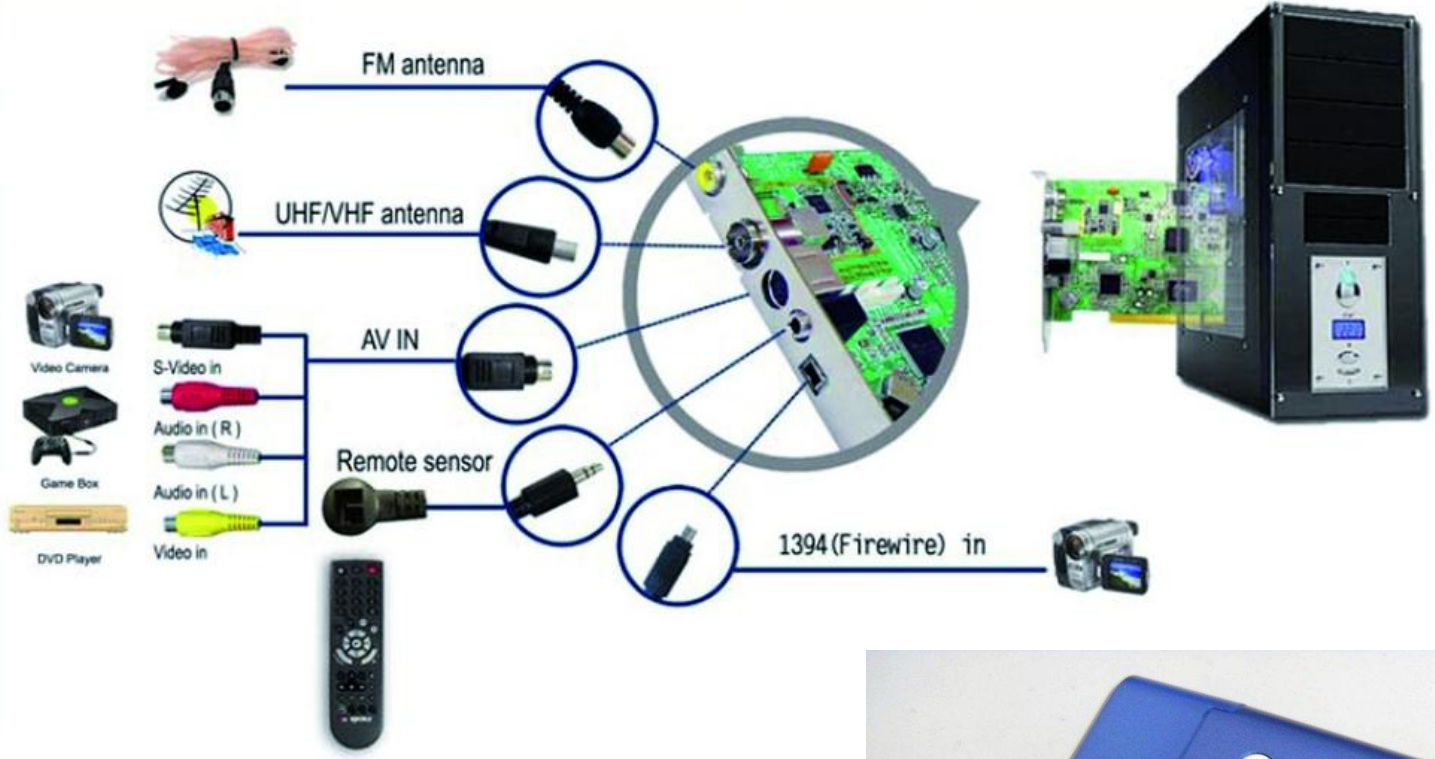 FM antenna
UHF/VHF antenna
AV IN
Video Camera
S-Video in
Audio in ( R )
Game Box
Audio in ( L )
DVD Player
Video in
Remote sensor
1394(Firewire) in